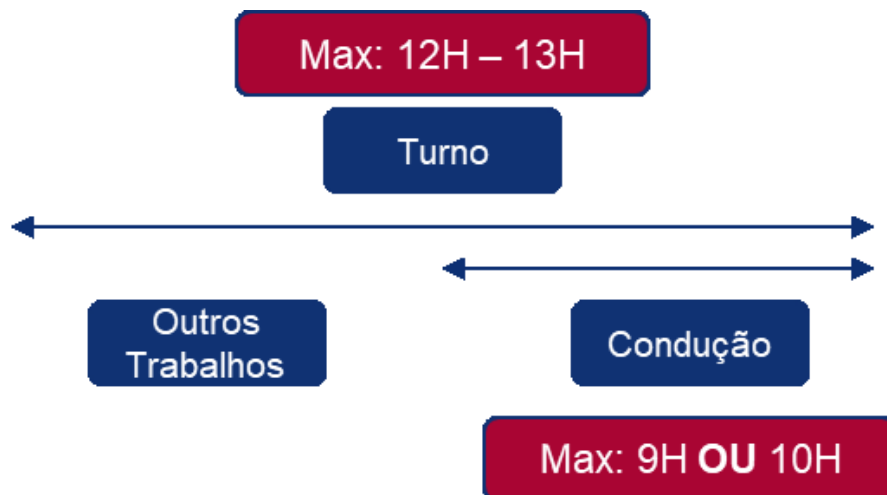 Max: 12H – 13H
Turno
Outros
Trabalhos
Condução
Max: 9H OU 10H